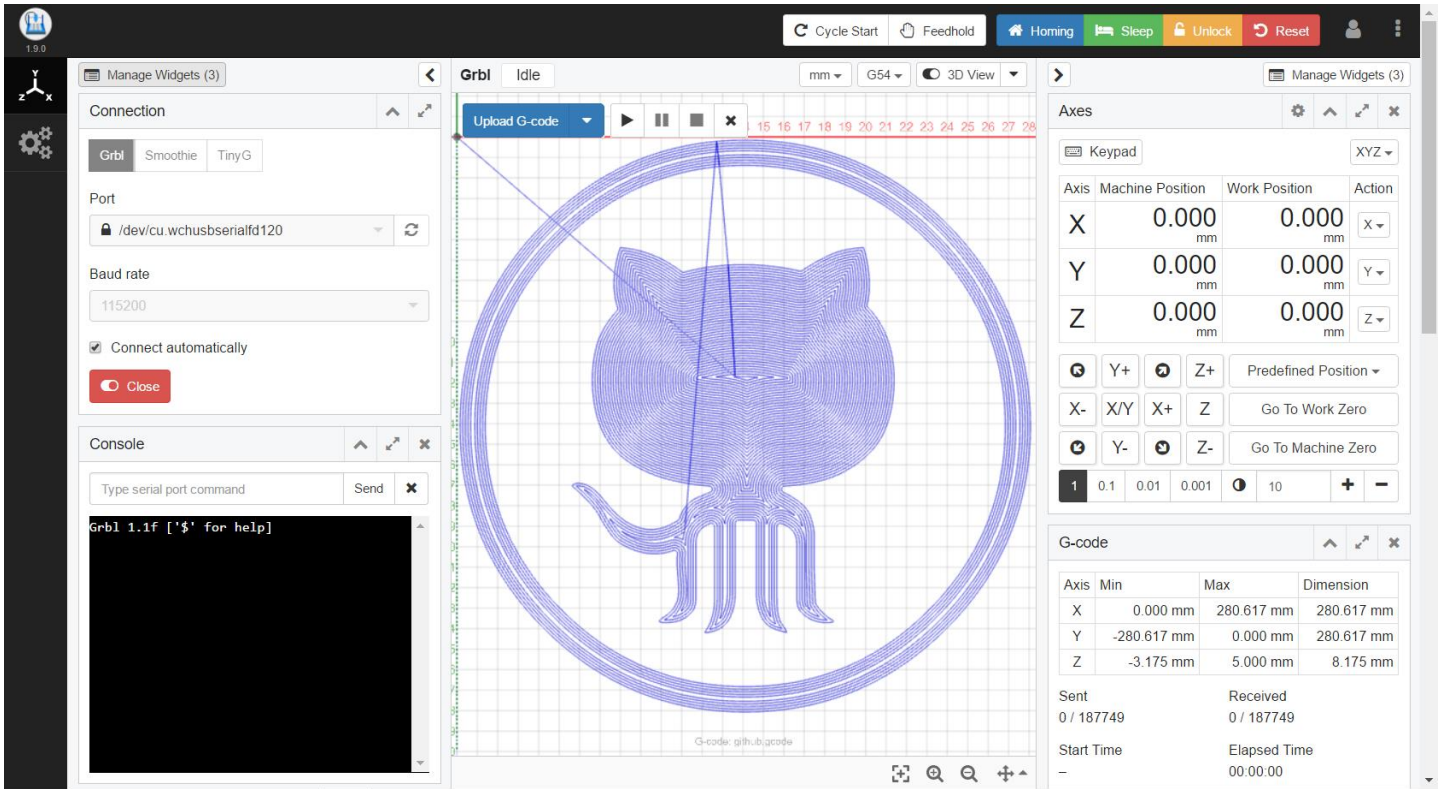 1.9.0
Cycle Start Feedhold Homing Sleep Unlock Reset
Y
Z X
Manage Widgets (3)
Connection
Grbl Smoothie TinyG
Port
/dev/cu.wchusbserialfd120
Baud rate
115200
Connect automatically
Close
Console
Type serial port command Send
Grbl 1.1f ['$' for help]
Grbl Idle mm G54 3D View
Upload G-code
15 16 17 18 19 20 21 22 23 24 25 26 27 28
G-code: github.gcode
Manage Widgets (3)
Axes
Keypad XYZ
Axis Machine Position Work Position Action
X 0.000 mm 0.000 mm X
Y 0.000 mm 0.000 mm Y
Z 0.000 mm 0.000 mm Z
Y+ Z+ Predefined Position
X- X/Y X+ Z Go To Work Zero
Y- Z- Go To Machine Zero
1 0.1 0.01 0.001 10
G-code
Axis Min Max Dimension
X 0.000 mm 280.617 mm 280.617 mm
Y -280.617 mm 0.000 mm 280.617 mm
Z -3.175 mm 5.000 mm 8.175 mm
Sent Received
0 / 187749 0 / 187749
Start Time Elapsed Time
– 00:00:00